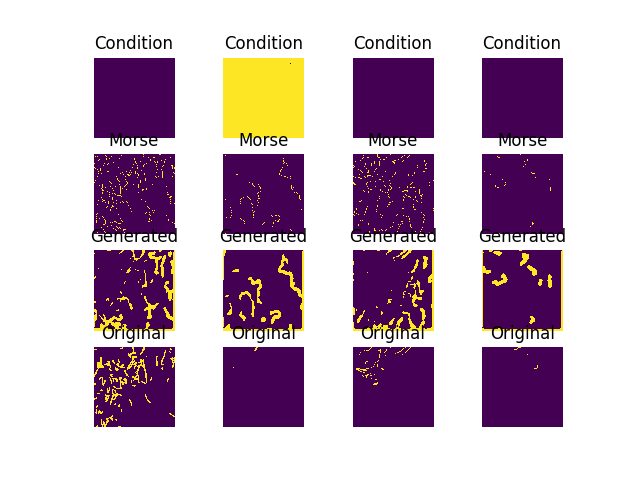 Condition Condition Condition Condition
Morse Morse Morse Morse
Generated Generated Generated Generated
Original Original Original Original